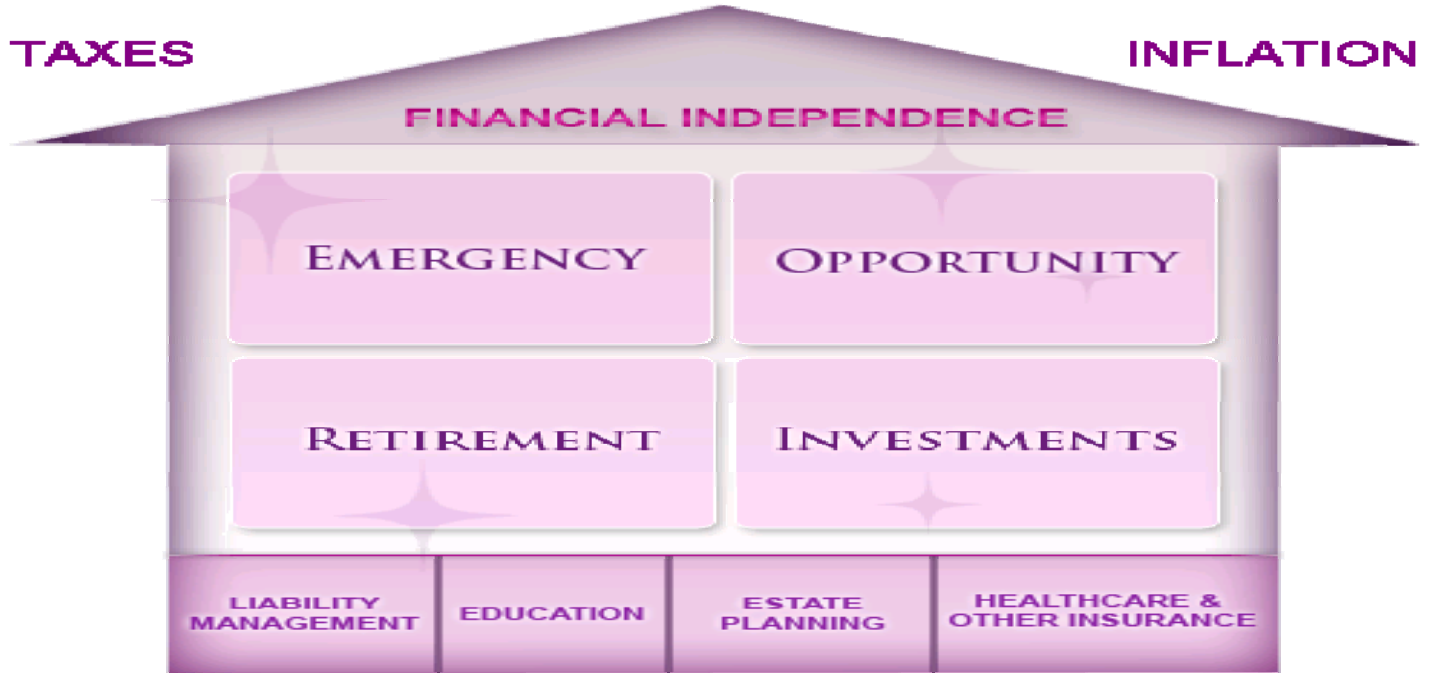 TAXES
INFLATION
FINANCIAL INDEPENDENCE
EMERGENCY
OPPORTUNITY
RETIREMENT
INVESTMENTS
LIABILITY
MANAGEMENT
EDUCATION
ESTATE
PLANNING
HEALTHCARE &
OTHER INSURANCE